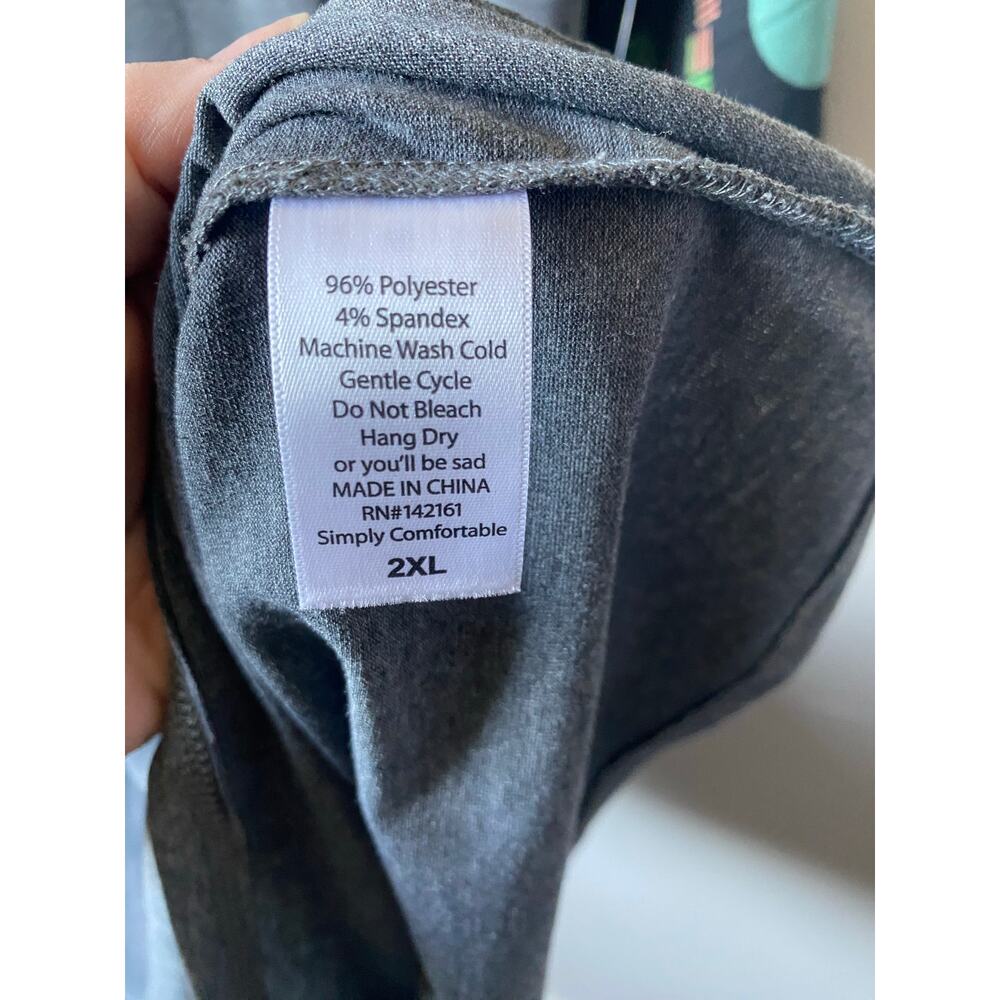 96% Polyester
4% Spandex
Machine Wash Cold
Gentle Cycle
Do Not Bleach
Hang Dry
or you'll be sad
MADE IN CHINA
RN#142161
Simply Comfortable
2XL